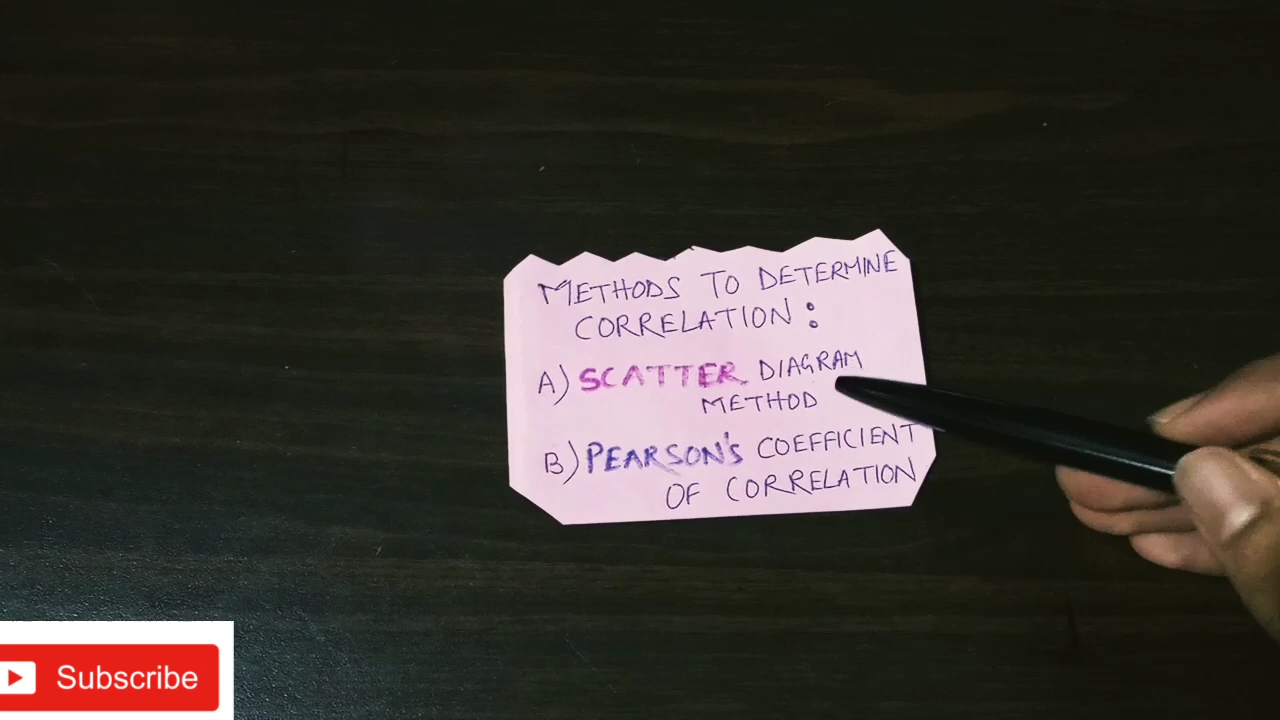 METHODS TO DETERMINE
CORRELATION :
A) SCATTER DIAGRAM
METHOD
B) PEARSON'S COEFFICIENT
OF CORRELATION
Subscribe